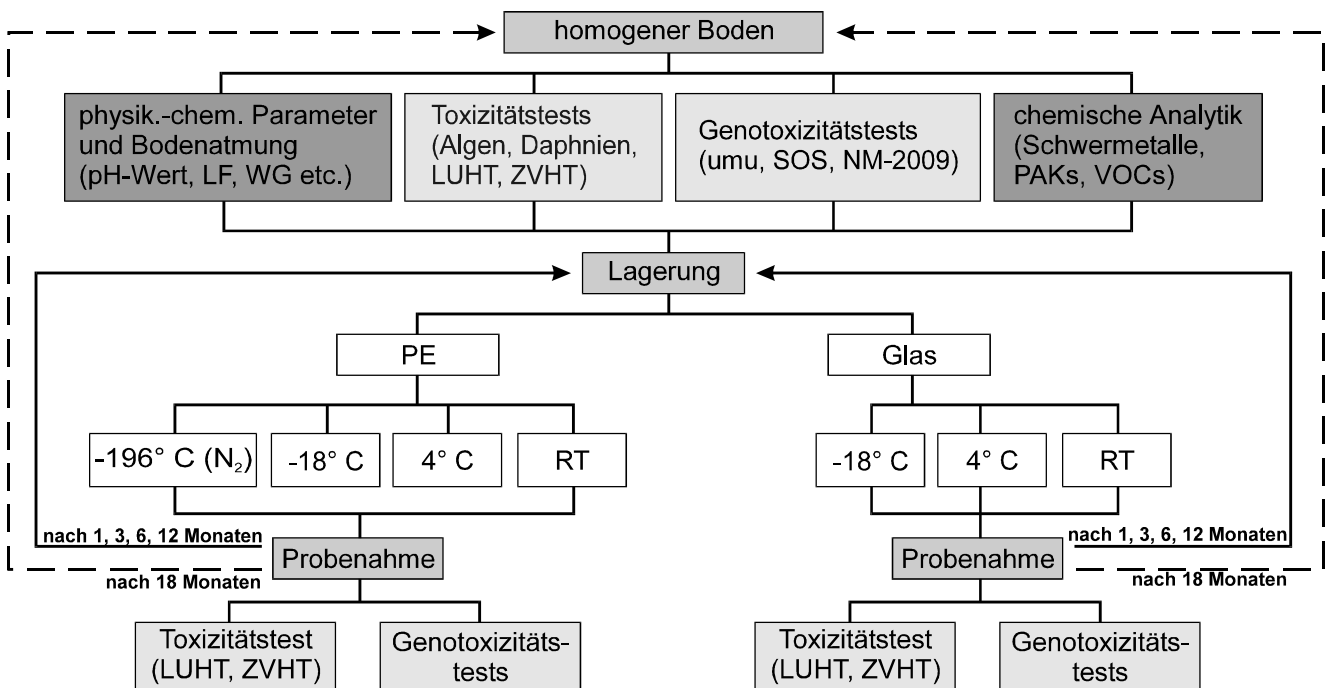 homogener Boden
physik.-chem. Parameter
und Bodenatmung
(pH-Wert, LF, WG etc.)
Toxizitätstests
(Algen, Daphnien,
LUHT, ZVHT)
Genotoxizitätstests
(umu, SOS, NM-2009)
chemische Analytik
(Schwermetalle,
PAKs, VOCs)
Lagerung
PE
Glas
-196° C (N₂)
-18° C
4° C
RT
-18° C
4° C
RT
nach 1, 3, 6, 12 Monaten
Probenahme
nach 18 Monaten
nach 1, 3, 6, 12 Monaten
Probenahme
nach 18 Monaten
Toxizitätstest
(LUHT, ZVHT)
Genotoxizitäts-
tests
Toxizitätstest
(LUHT, ZVHT)
Genotoxizitäts-
tests